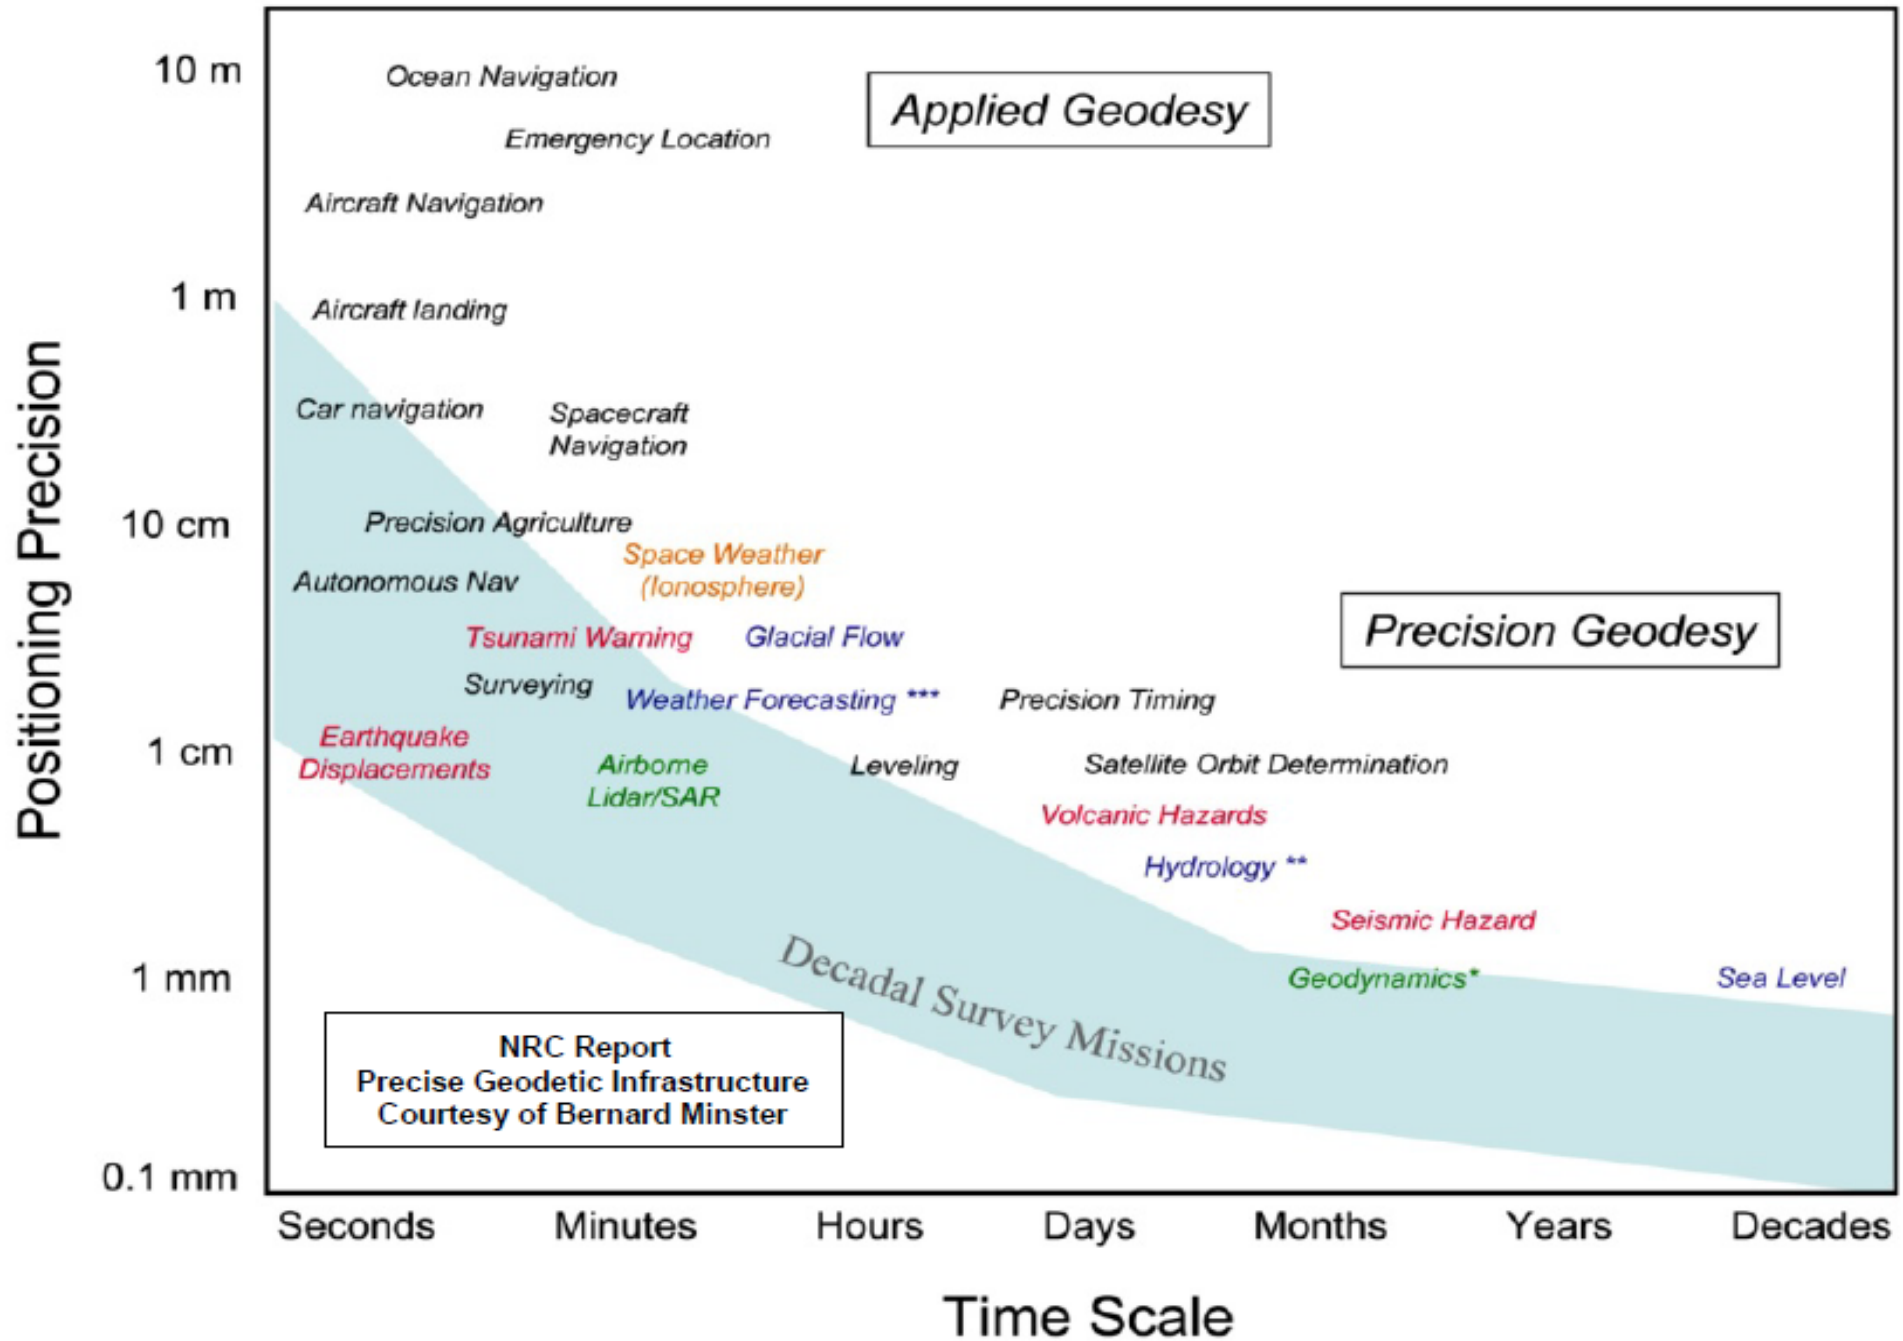 10 m
Ocean Navigation
Applied Geodesy
Emergency Location
Aircraft Navigation
1 m
Aircraft landing
Car navigation
Spacecraft
Navigation
Positioning Precision
10 cm
Precision Agriculture
Space Weather
(Ionosphere)
Autonomous Nav
Tsunami Warning
Glacial Flow
Precision Geodesy
Surveying
Weather Forecasting ***
Precision Timing
1 cm
Earthquake
Displacements
Airborne
Lidar/SAR
Leveling
Satellite Orbit Determination
Volcanic Hazards
Hydrology **
Seismic Hazard
1 mm
Decadal Survey Missions
Geodynamics*
Sea Level
NRC Report
Precise Geodetic Infrastructure
Courtesy of Bernard Minster
0.1 mm
Seconds
Minutes
Hours
Days
Months
Years
Decades
Time Scale